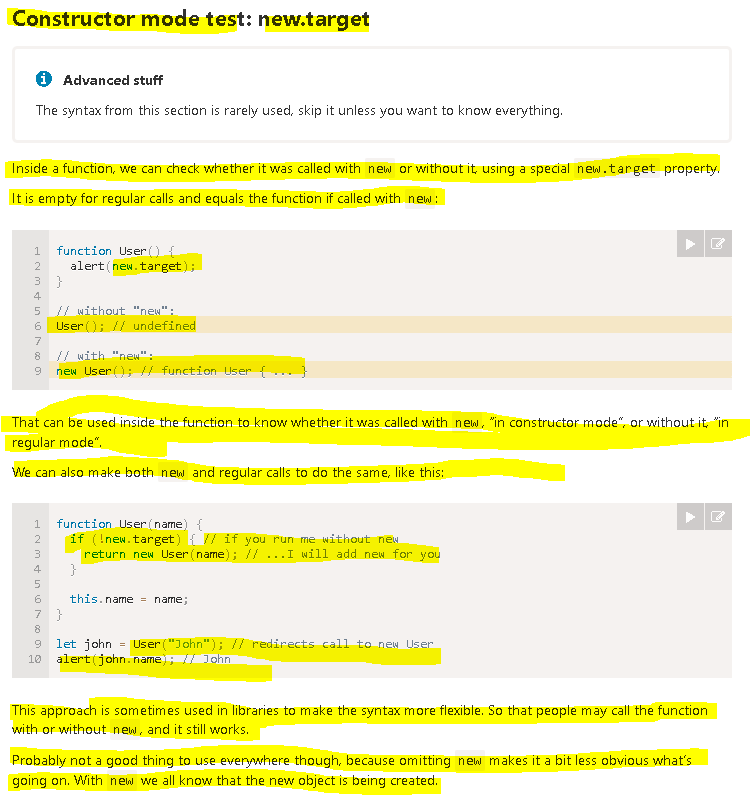 Constructor mode test: new.target
Advanced stuff
The syntax from this section is rarely used, skip it unless you want to know everything.
Inside a function, we can check whether it was called with new or without it, using a special new.target property.
It is empty for regular calls and equals the function if called with new:
1 function User() {
2   alert(new.target);
3 }
4
5 // without "new":
6 User(); // undefined
7
8 // with "new":
9 new User(); // function User { ... }
That can be used inside the function to know whether it was called with new, “in constructor mode”, or without it, “in
regular mode”.
We can also make both new and regular calls to do the same, like this:
1 function User(name) {
2   if (!new.target) { // if you run me without new
3     return new User(name); // ...I will add new for you
4   }
5
6   this.name = name;
7 }
8
9 let john = User("John"); // redirects call to new User
10 alert(john.name); // John
This approach is sometimes used in libraries to make the syntax more flexible. So that people may call the function
with or without new, and it still works.
Probably not a good thing to use everywhere though, because omitting new makes it a bit less obvious what’s
going on. With new we all know that the new object is being created.